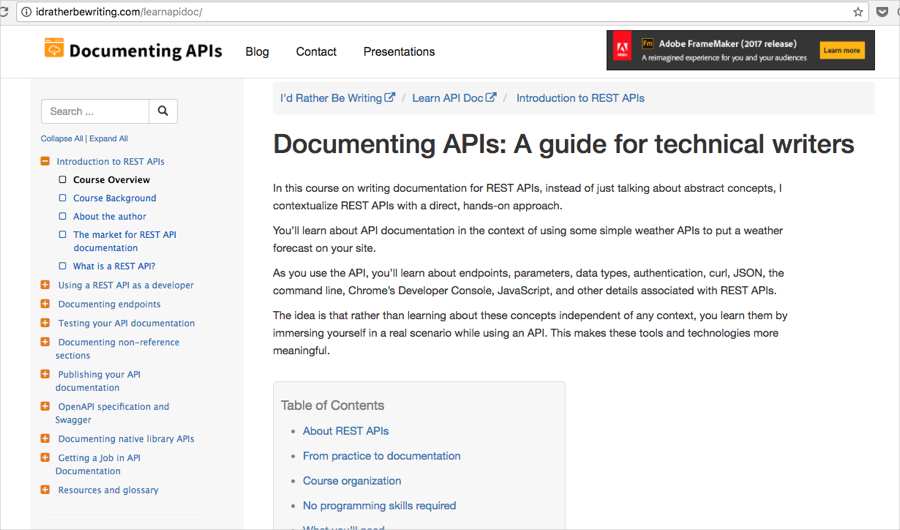 idratherbewriting.com/learnapidoc/
Documenting APIs
Blog
Contact
Presentations
Fm Adobe FrameMaker (2017 release)
A reimagined experience for you and your audiences
Learn more
Adobe
Search ...
Collapse All | Expand All
Introduction to REST APIs
Course Overview
Course Background
About the author
The market for REST API
documentation
What is a REST API?
Using a REST API as a developer
Documenting endpoints
Testing your API documentation
Documenting non-reference
sections
Publishing your API
documentation
OpenAPI specification and
Swagger
Documenting native library APIs
Getting a Job in API
Documentation
Resources and glossary
I'd Rather Be Writing / Learn API Doc / Introduction to REST APIs
Documenting APIs: A guide for technical writers
In this course on writing documentation for REST APIs, instead of just talking about abstract concepts, I
contextualize REST APIs with a direct, hands-on approach.
You'll learn about API documentation in the context of using some simple weather APIs to put a weather
forecast on your site.
As you use the API, you'll learn about endpoints, parameters, data types, authentication, curl, JSON, the
command line, Chrome's Developer Console, JavaScript, and other details associated with REST APIs.
The idea is that rather than learning about these concepts independent of any context, you learn them by
immersing yourself in a real scenario while using an API. This makes these tools and technologies more
meaningful.
Table of Contents
About REST APIs
From practice to documentation
Course organization
No programming skills required
What you'll need